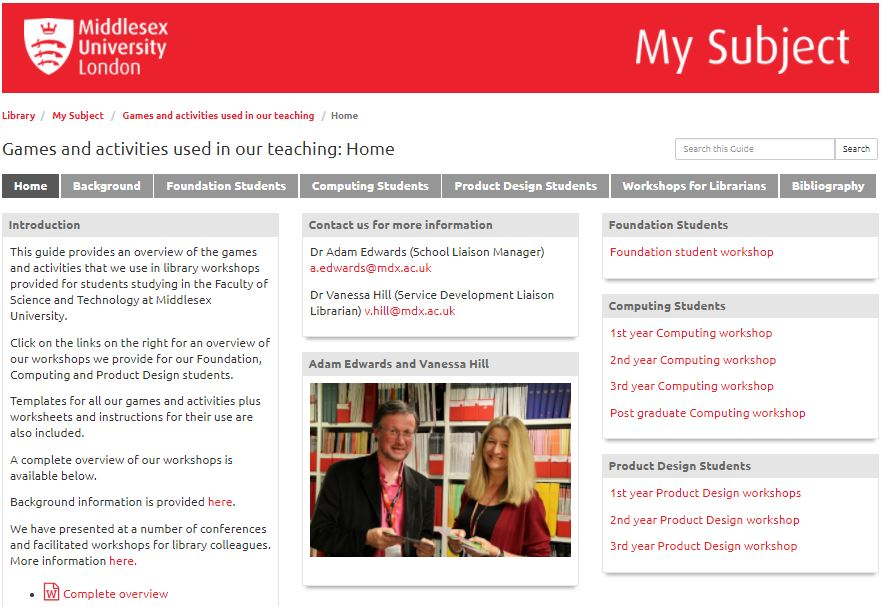 Middlesex
University
London
My Subject
Library / My Subject / Games and activities used in our teaching / Home
Games and activities used in our teaching: Home
Search this Guide Search
Home Background Foundation Students Computing Students Product Design Students Workshops for Librarians Bibliography
Introduction
This guide provides an overview of the games
and activities that we use in library workshops
provided for students studying in the Faculty of
Science and Technology at Middlesex
University.
Click on the links on the right for an overview of
our workshops we provide for our Foundation,
Computing and Product Design students.
Templates for all our games and activities plus
worksheets and instructions for their use are
also included.
A complete overview of our workshops is
available below.
Background information is provided here.
We have presented at a number of conferences
and facilitated workshops for library colleagues.
More information here.
W Complete overview
Contact us for more information
Dr Adam Edwards (School Liaison Manager)
a.edwards@mdx.ac.uk
Dr Vanessa Hill (Service Development Liaison
Librarian) v.hill@mdx.ac.uk
Adam Edwards and Vanessa Hill
Foundation Students
Foundation student workshop
Computing Students
1st year Computing workshop
2nd year Computing workshop
3rd year Computing workshop
Post graduate Computing workshop
Product Design Students
1st year Product Design workshops
2nd year Product Design workshop
3rd year Product Design workshop